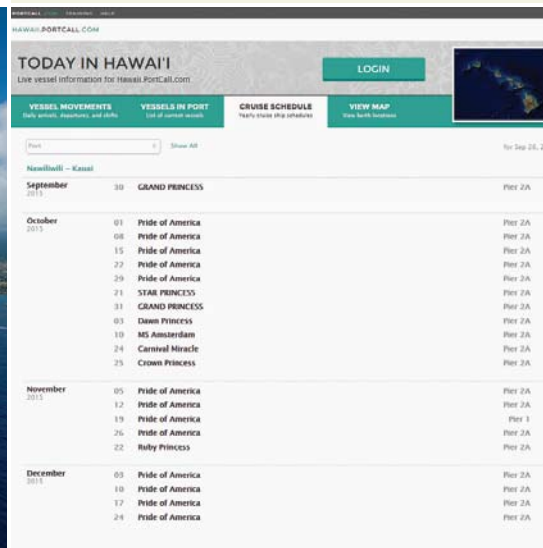 PORTCALL.COM TRAINING HELP
HAWAII.PORTCALL.COM
TODAY IN HAWAI'I
Live vessel information for Hawaii.PortCall.com
LOGIN
VESSEL MOVEMENTS
Daily arrivals, departures, and shifts
VESSELS IN PORT
List of current vessels
CRUISE SCHEDULE
Yearly cruise ship schedules
VIEW MAP
View berth locations
Port Show All for Sep 28, 2
Nawiliwili – Kauai
September 30 GRAND PRINCESS Pier 2A
2015
October 01 Pride of America Pier 2A
2015
08 Pride of America Pier 2A
15 Pride of America Pier 2A
22 Pride of America Pier 2A
29 Pride of America Pier 2A
21 STAR PRINCESS Pier 2A
31 GRAND PRINCESS Pier 2A
03 Dawn Princess Pier 2A
10 MS Amsterdam Pier 2A
24 Carnival Miracle Pier 2A
25 Crown Princess Pier 2A
November 05 Pride of America Pier 2A
2015
12 Pride of America Pier 2A
19 Pride of America Pier 1
26 Pride of America Pier 2A
22 Ruby Princess Pier 2A
December 03 Pride of America Pier 2A
2015
10 Pride of America Pier 2A
17 Pride of America Pier 2A
24 Pride of America Pier 2A